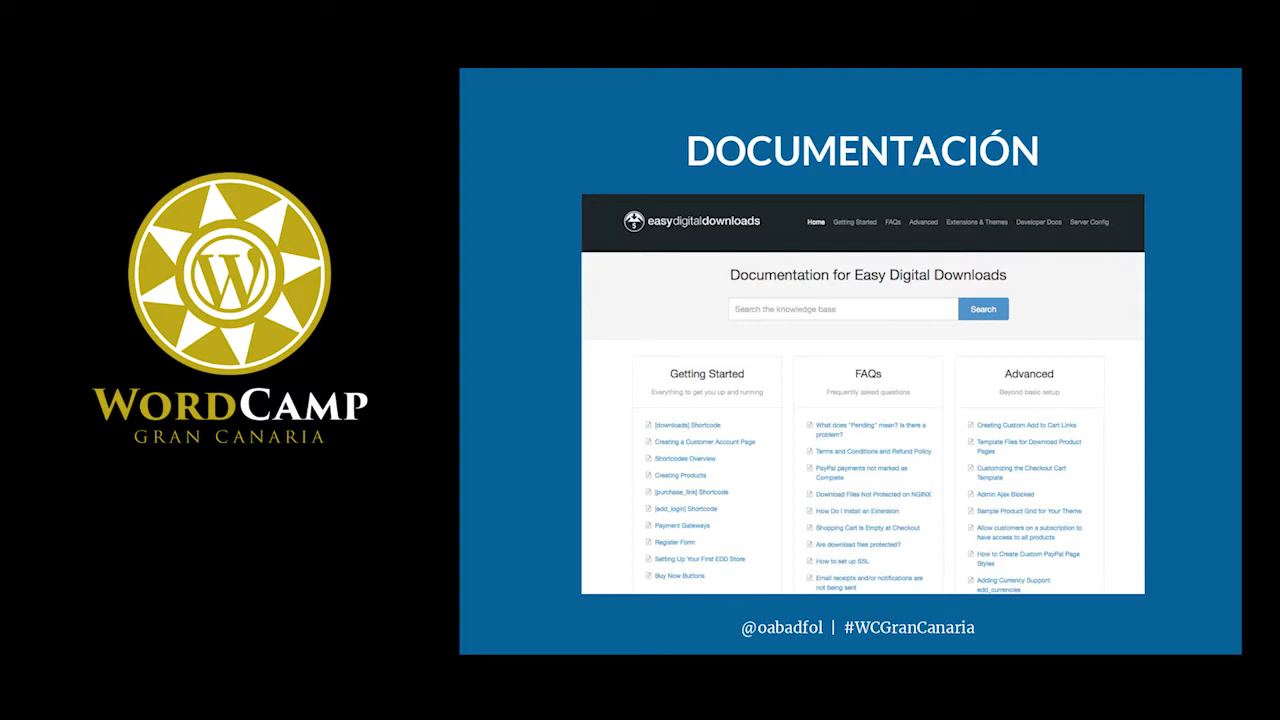 WORDCAMP
GRAN CANARIA
DOCUMENTACIÓN
easydigitaldownloads
Home Getting Started FAQs Advanced Extensions & Themes Developer Docs Server Config
Documentation for Easy Digital Downloads
Search the knowledge base Search
Getting Started
Everything to get you up and running
[downloads] Shortcode
Creating a Customer Account Page
Shortcodes Overview
Creating Products
[purchase_link] Shortcode
[edd_login] Shortcode
Payment Gateways
Register Form
Setting Up Your First EDD Store
Buy Now Buttons
FAQs
Frequently asked questions
What does "Pending" mean? Is there a
problem?
Terms and Conditions and Refund Policy
PayPal payments not marked as
Complete
Download Files Not Protected on NGINX
How Do I Install an Extension
Shopping Cart Is Empty at Checkout
Are download files protected?
How to set up SSL
Email receipts and/or notifications are
not being sent
Advanced
Beyond basic setup
Creating Custom Add to Cart Links
Template Files for Download Product
Pages
Customizing the Checkout Cart
Template
Admin Ajax Blocked
Sample Product Grid for Your Theme
Allow customers on a subscription to
have access to all products
How to Create Custom PayPal Page
Styles
Adding Currency Support:
edd_currencies
@oabadfol | #WCGranCanaria